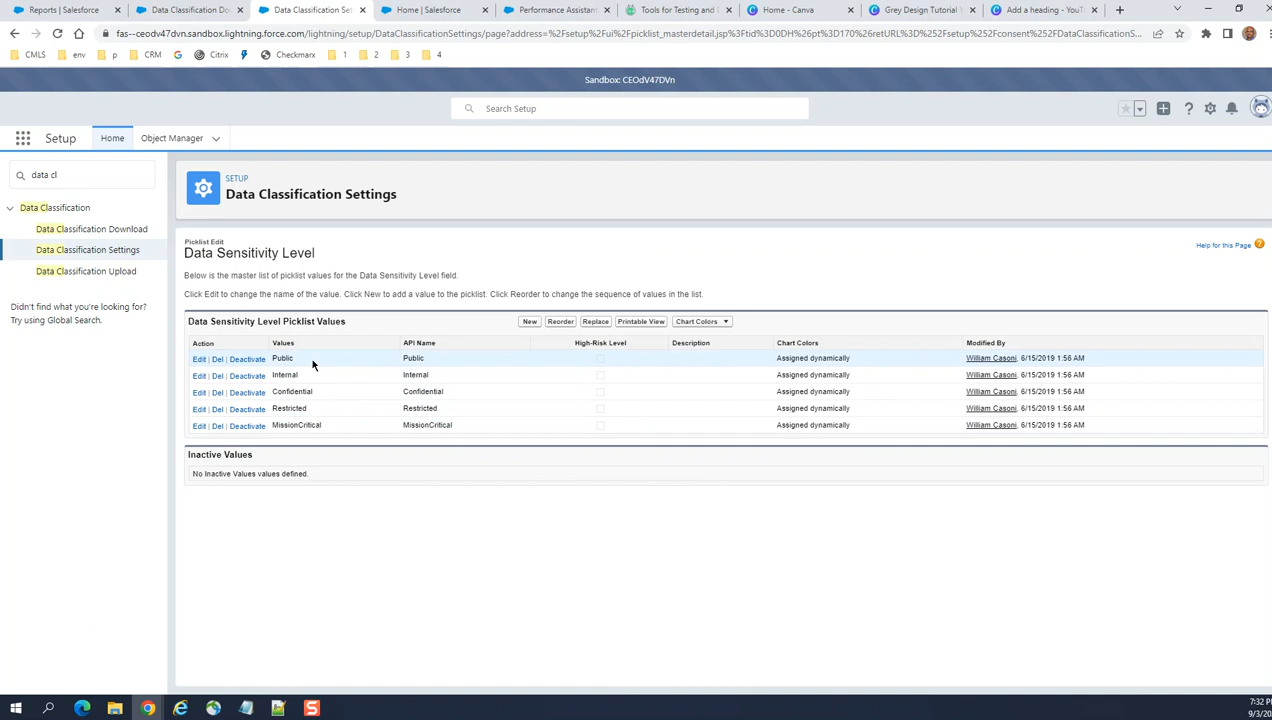 Reports | Salesforce
Data Classification Do
Data Classification Set
Home | Salesforce
Performance Assistan
Tools for Testing and
Home - Canva
Grey Design Tutorial
Add a heading - YouT
fas--ceodv47dvn.sandbox.lightning.force.com/lightning/setup/DataClassificationSettings/page?address=%2Fsetup%2Fui%2Fpicklist_masterdetail.jsp%3Ftid%3D0DH%26pt%3D170%26retURL%3D%252Fsetup%252Fconsent%252FDataClassificationS...
CMLS
env
p
CRM
G
Citrix
Checkmarx
1
2
3
4
Sandbox: CEOdV47DVn
Search Setup
Setup
Home
Object Manager
data cl
Data Classification
Data Classification Download
Data Classification Settings
Data Classification Upload
Didn't find what you're looking for?
Try using Global Search.
SETUP
Data Classification Settings
Picklist Edit
Data Sensitivity Level
Help for this Page ?
Below is the master list of picklist values for the Data Sensitivity Level field.
Click Edit to change the name of the value. Click New to add a value to the picklist. Click Reorder to change the sequence of values in the list.
Data Sensitivity Level Picklist Values New Reorder Replace Printable View Chart Colors
Action Values API Name High-Risk Level Description Chart Colors Modified By
Edit | Del | Deactivate Public Public Assigned dynamically William Casoni, 6/15/2019 1:56 AM
Edit | Del | Deactivate Internal Internal Assigned dynamically William Casoni, 6/15/2019 1:56 AM
Edit | Del | Deactivate Confidential Confidential Assigned dynamically William Casoni, 6/15/2019 1:56 AM
Edit | Del | Deactivate Restricted Restricted Assigned dynamically William Casoni, 6/15/2019 1:56 AM
Edit | Del | Deactivate MissionCritical MissionCritical Assigned dynamically William Casoni, 6/15/2019 1:56 AM
Inactive Values
No Inactive Values values defined.
7:32 P
9/3/20